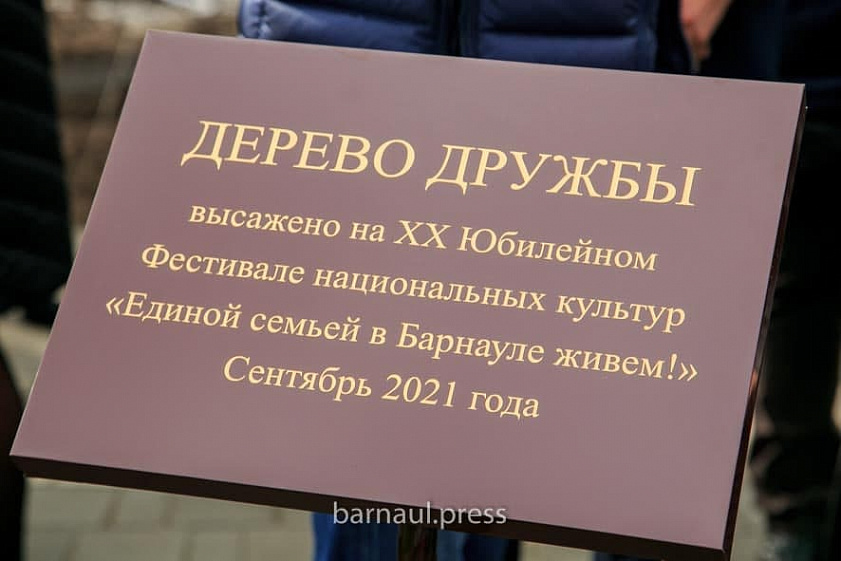 ДЕРЕВО ДРУЖБЫ
высажено на XX Юбилейном
Фестивале национальных культур
«Единой семьей в Барнауле живем!»
Сентябрь 2021 года
barnaul.press